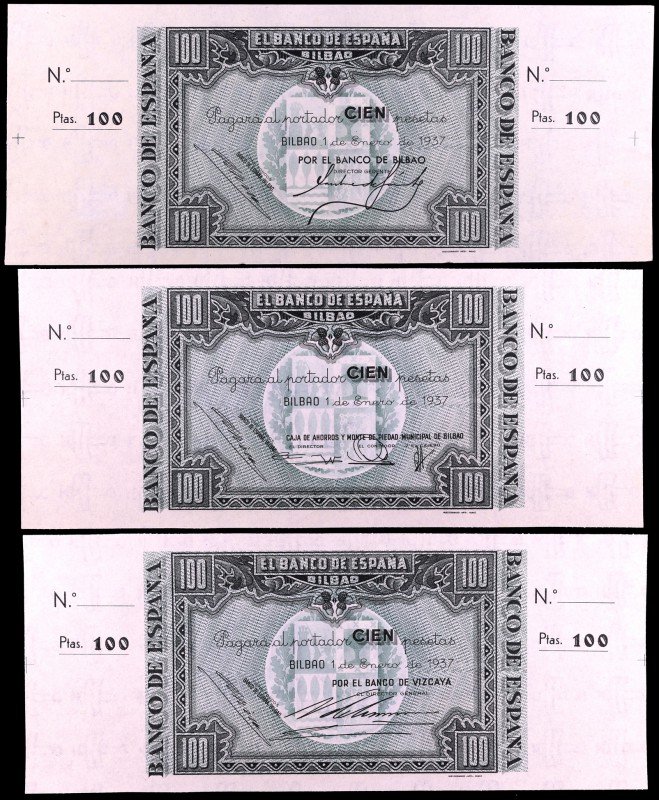 100 EL BANCO DE ESPAÑA 100
BILBAO
BANCO DE ESPAÑA
BANCO DE ESPAÑA
N.º
N.º
Ptas. 100
Ptas. 100
Pagará al portador CIEN pesetas
BILBAO 1 de Enero de 1937
POR EL BANCO DE BILBAO
DIRECTOR GERENTE
100 100
100 EL BANCO DE ESPAÑA 100
BILBAO
BANCO DE ESPAÑA
BANCO DE ESPAÑA
N.º
N.º
Ptas. 100
Ptas. 100
Pagará al portador CIEN pesetas
BILBAO 1 de Enero de 1937
CAJA DE AHORROS Y MONTE DE PIEDAD MUNICIPAL DE BILBAO
EL DIRECTOR EL CONTADOR EL CAJERO
100 100
100 EL BANCO DE ESPAÑA 100
BILBAO
BANCO DE ESPAÑA
BANCO DE ESPAÑA
N.º
N.º
Ptas. 100
Ptas. 100
Pagará al portador CIEN pesetas
BILBAO 1 de Enero de 1937
POR EL BANCO DE VIZCAYA
EL DIRECTOR GENERAL
100 100